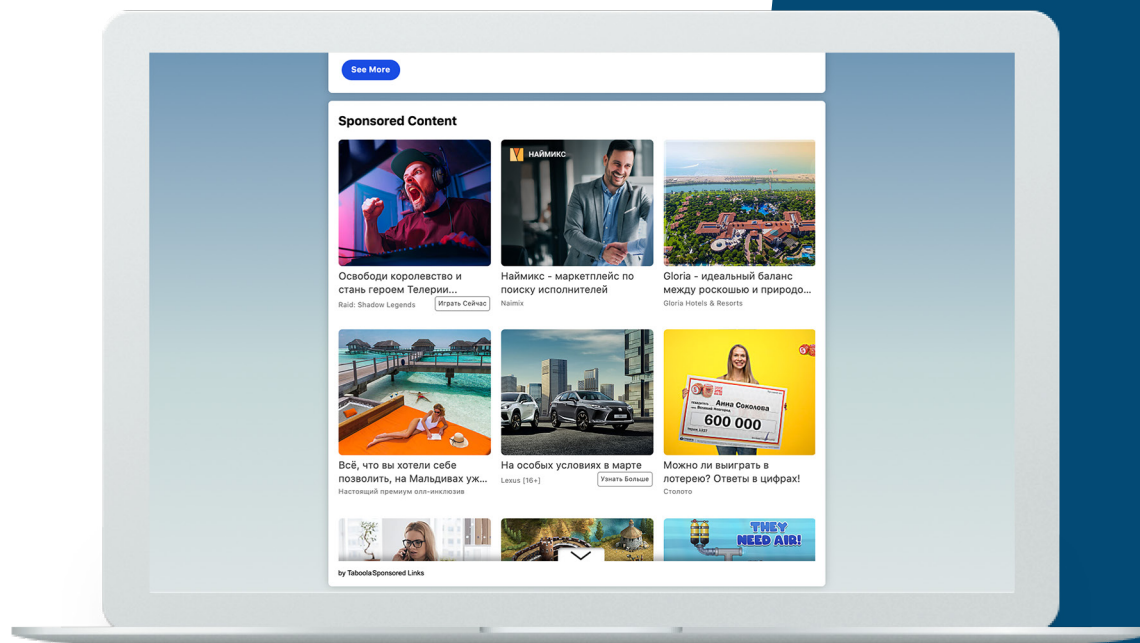 See More
Sponsored Content
НАЙМИКС
Освободи королевство и
стань героем Телерии...
Raid: Shadow Legends
Играть Сейчас
Наймикс - маркетплейс по
поиску исполнителей
Naimix
Gloria - идеальный баланс
между роскошью и природо...
Gloria Hotels & Resorts
Всё, что вы хотели себе
позволить, на Мальдивах уж...
Настоящий премиум олл-инклюзив
На особых условиях в марте
Lexus [16+]
Узнать Больше
Анна Соколова
600 000
Можно ли выиграть в
лотерею? Ответы в цифрах!
Столото
THEY
NEED AIR!
by Taboola Sponsored Links